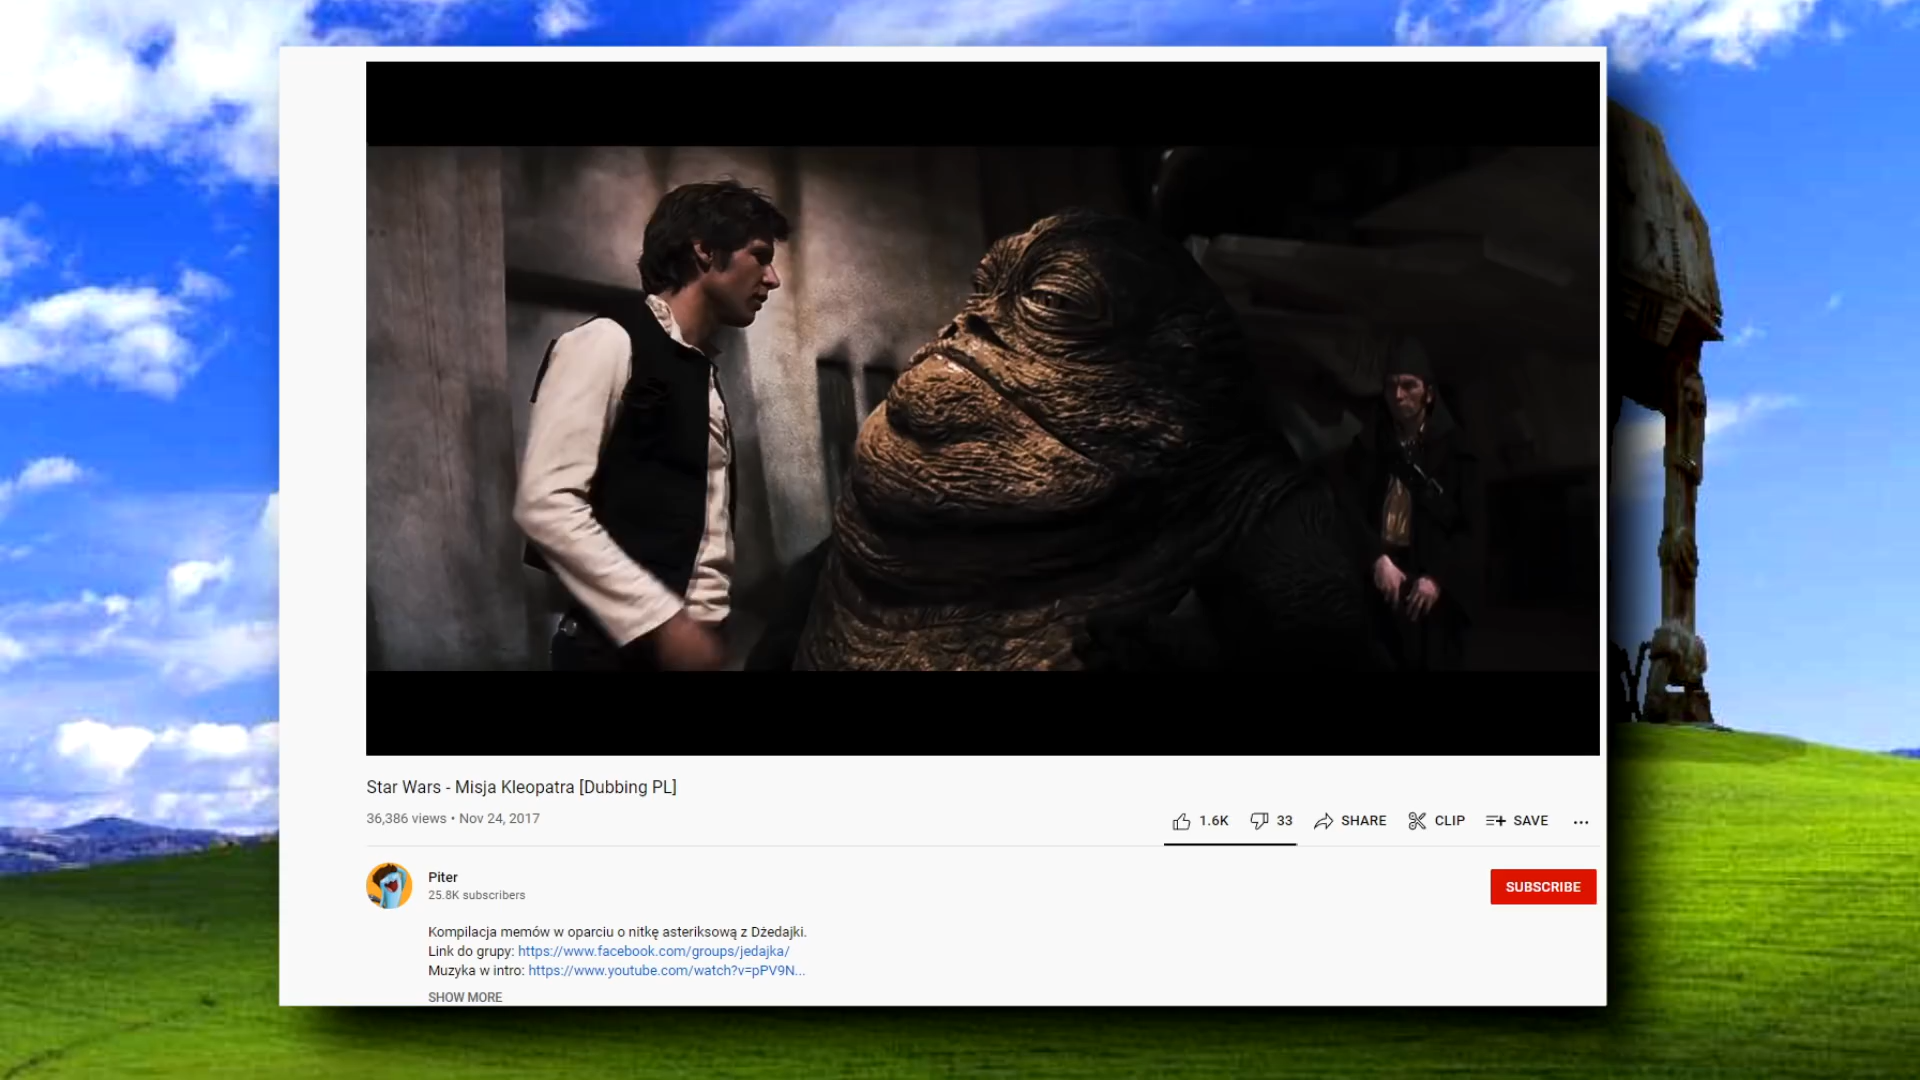 Star Wars - Misja Kleopatra [Dubbing PL]
36,386 views • Nov 24, 2017
1.6K 33 SHARE CLIP SAVE ...
Piter
25.8K subscribers
SUBSCRIBE
Kompilacja memów w oparciu o nitkę asteriksową z Dżedajki.
Link do grupy: https://www.facebook.com/groups/jedajka/
Muzyka w intro: https://www.youtube.com/watch?v=pPV9N...
SHOW MORE